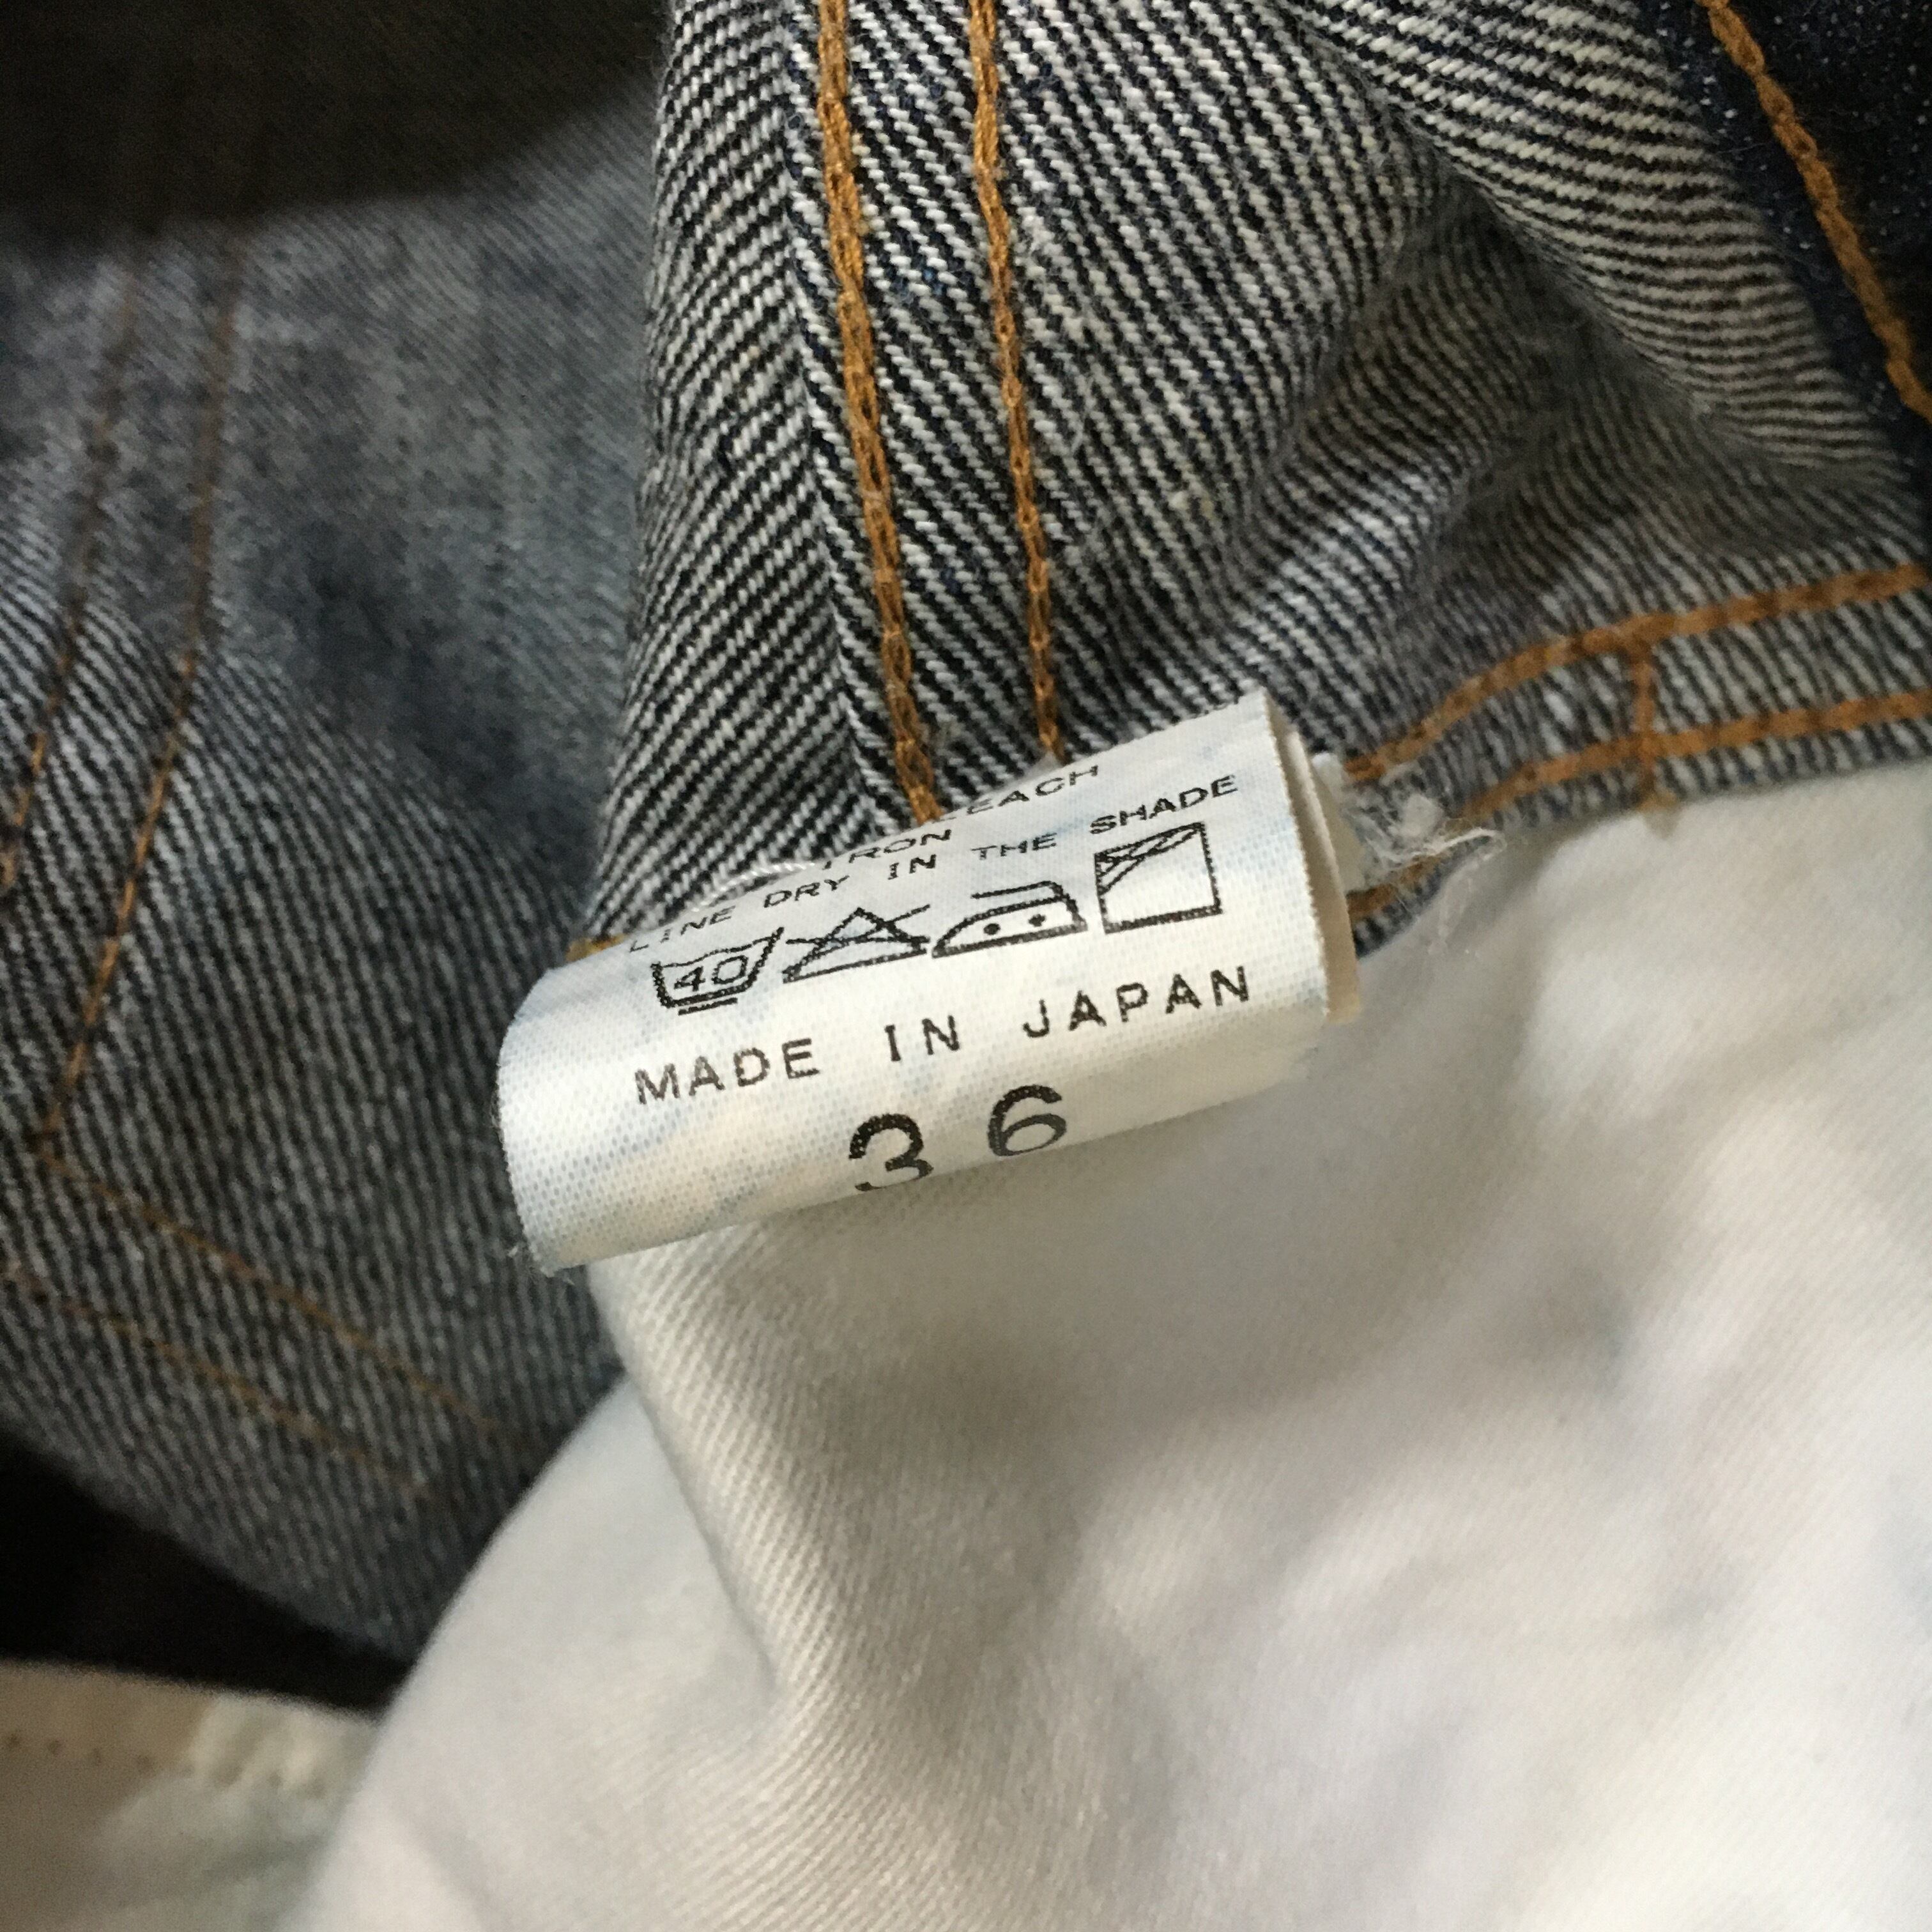 IRON
LINE DRY IN THE SHADE
40
MADE IN JAPAN
36